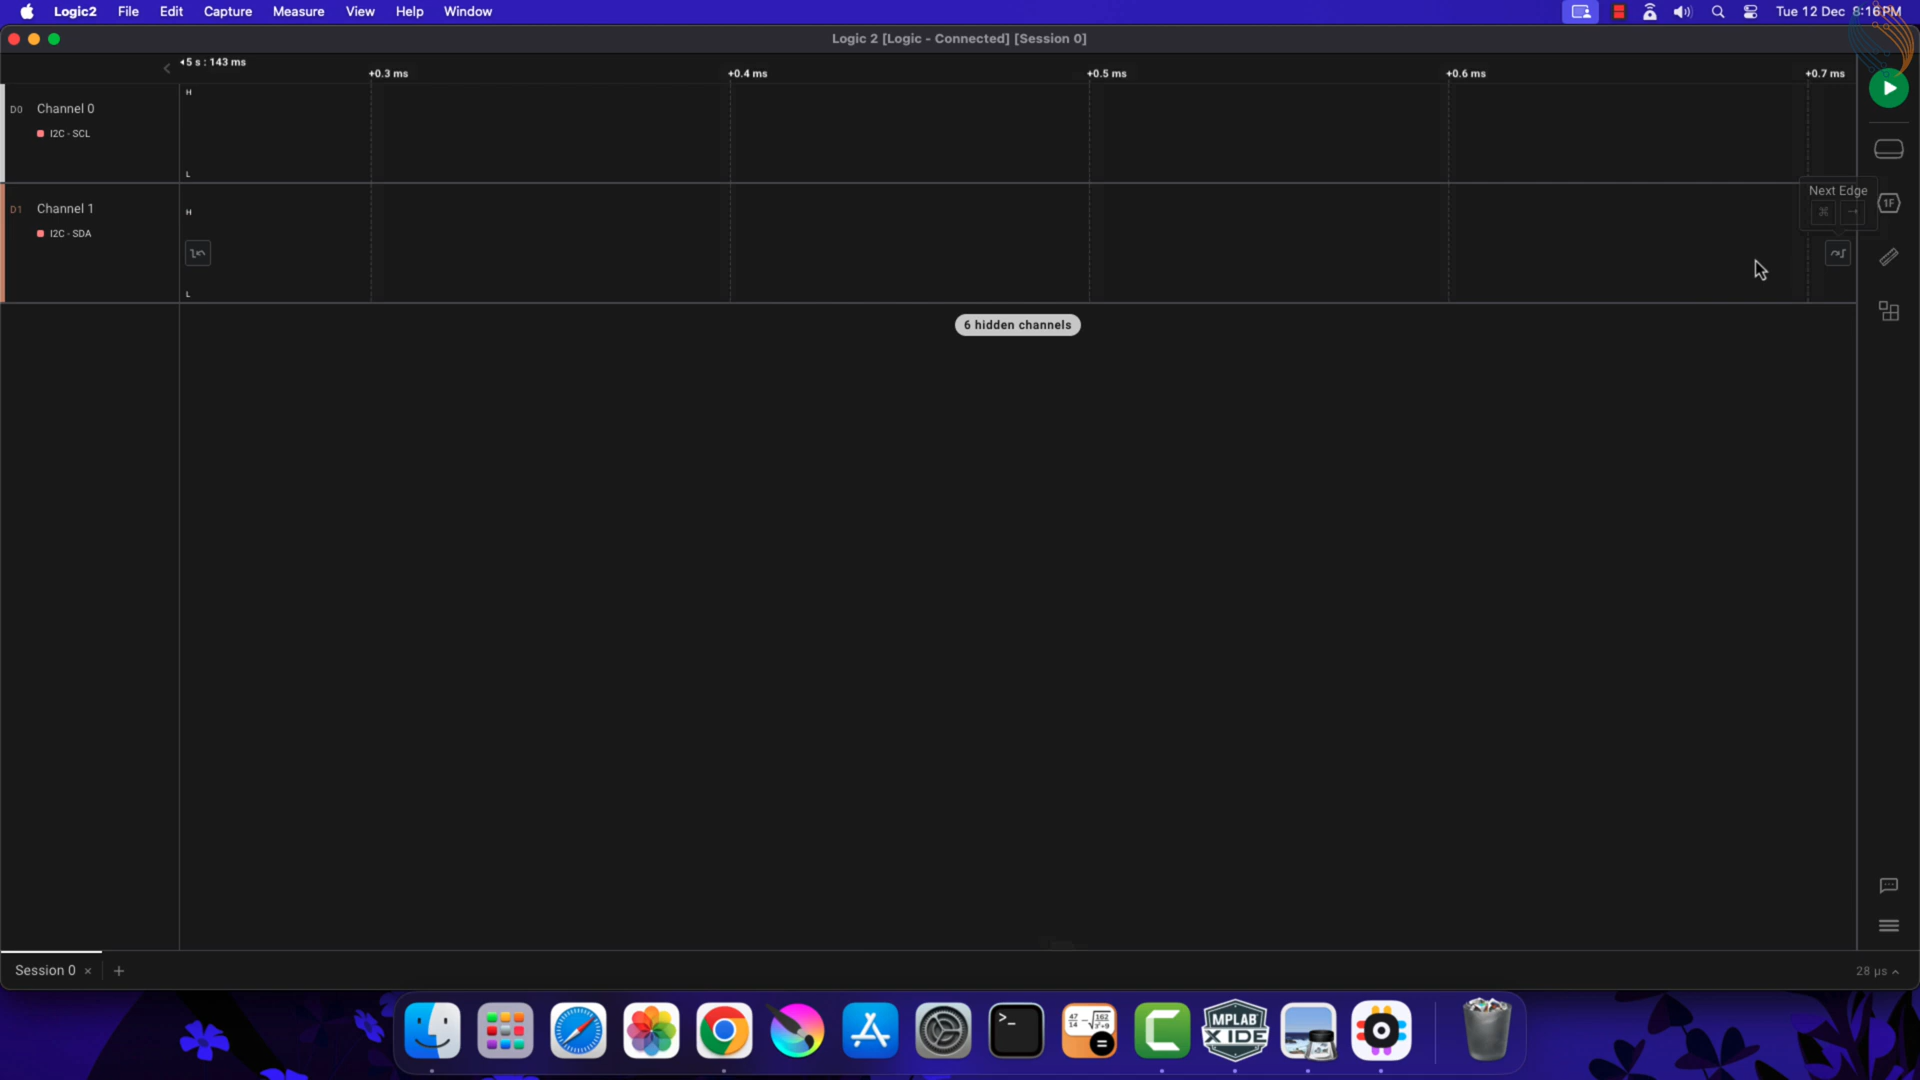 Logic2 File Edit Capture Measure View Help Window
Tue 12 Dec 8:16PM
Logic 2 [Logic - Connected] [Session 0]
5 s : 143 ms
+0.3 ms +0.4 ms +0.5 ms +0.6 ms +0.7 ms
D0 Channel 0
I2C - SCL
H
L
D1 Channel 1
I2C - SDA
H
L
Next Edge
⌘ →
1F
6 hidden channels
Session 0 × +
28 µs
>_
MPLAB
X IDE